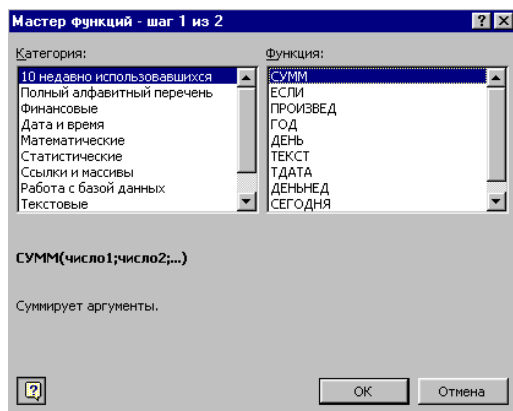 Мастер функций - шаг 1 из 2
Категория:
Функция:
10 недавно использовавшихся
Полный алфавитный перечень
Финансовые
Дата и время
Математические
Статистические
Ссылки и массивы
Работа с базой данных
Текстовые
СУММ
ЕСЛИ
ПРОИЗВЕД
ГОД
ДЕНЬ
ТЕКСТ
ТДАТА
ДЕНЬНЕД
СЕГОДНЯ
СУММ(число1;число2;...)
Суммирует аргументы.
ОК
Отмена